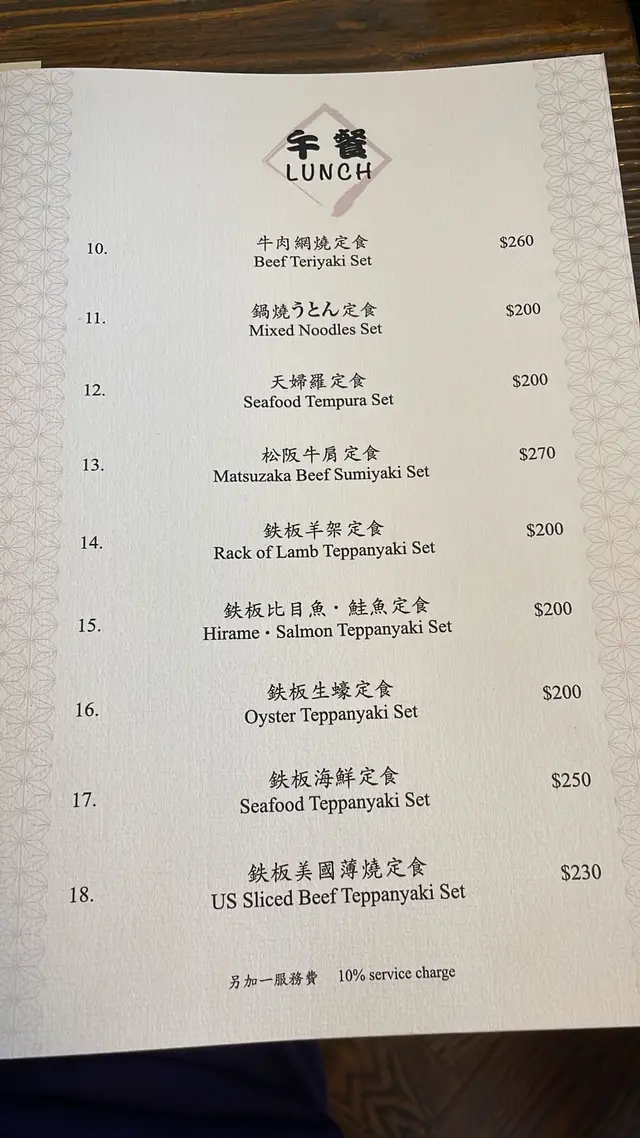 午餐
LUNCH
10. 牛肉網燒定食 $260
Beef Teriyaki Set
11. 鍋燒うとん定食 $200
Mixed Noodles Set
12. 天婦羅定食 $200
Seafood Tempura Set
13. 松阪牛肩定食 $270
Matsuzaka Beef Sumiyaki Set
14. 鉄板羊架定食 $200
Rack of Lamb Teppanyaki Set
15. 鉄板比目魚・鮭魚定食 $200
Hirame・Salmon Teppanyaki Set
16. 鉄板生蠔定食 $200
Oyster Teppanyaki Set
17. 鉄板海鮮定食 $250
Seafood Teppanyaki Set
18. 鉄板美國薄燒定食 $230
US Sliced Beef Teppanyaki Set
另加一服務費 10% service charge